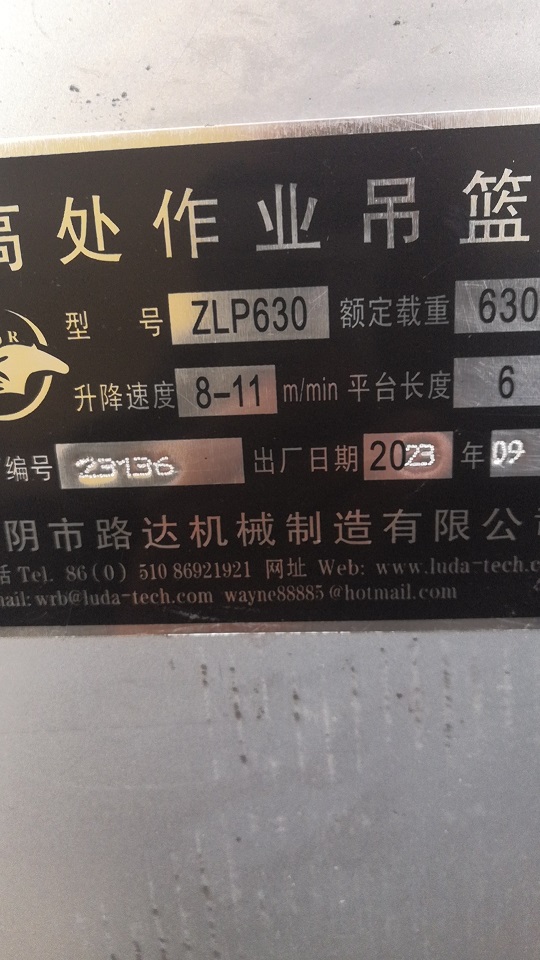 高处作业吊篮
型 号 ZLP630 额定载重 630
升降速度 8-11 m/min 平台长度 6
编号 23136 出厂日期 2023 年 09
阴市路达机械制造有限公司
话 Tel. 86(0) 510 86921921 网址 Web: www.luda-tech.c
mail: wrb@luda-tech.com wayne88885@hotmail.com